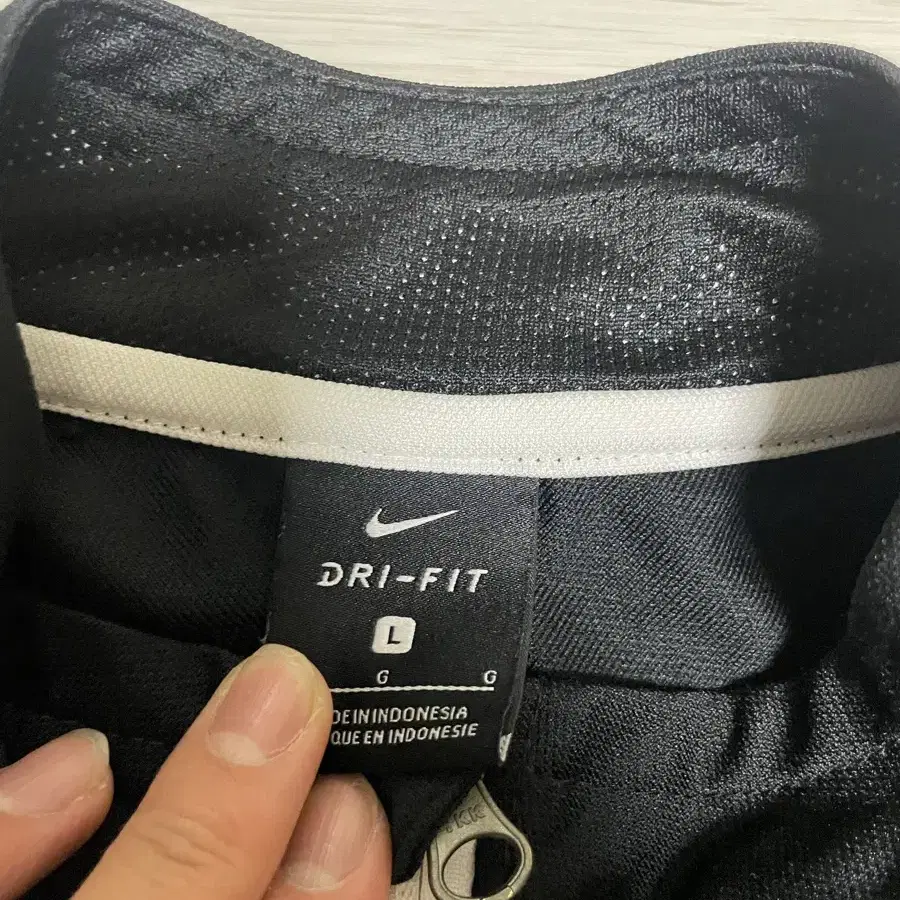 DRI-FIT
L
G G
DE IN INDONESIA
QUE EN INDONESIE